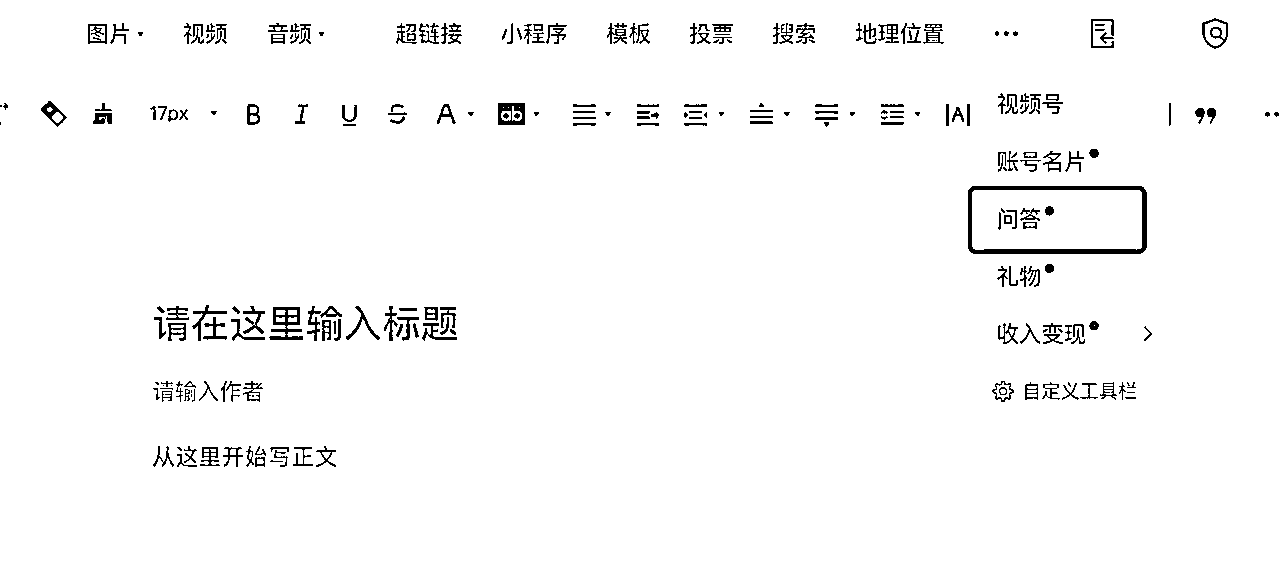 图片 视频 音频 超链接 小程序 模板 投票 搜索 地理位置 ···
17px B I U S A ab |A|
视频号
账号名片
问答
礼物
收入变现
自定义工具栏
请在这里输入标题
请输入作者
从这里开始写正文